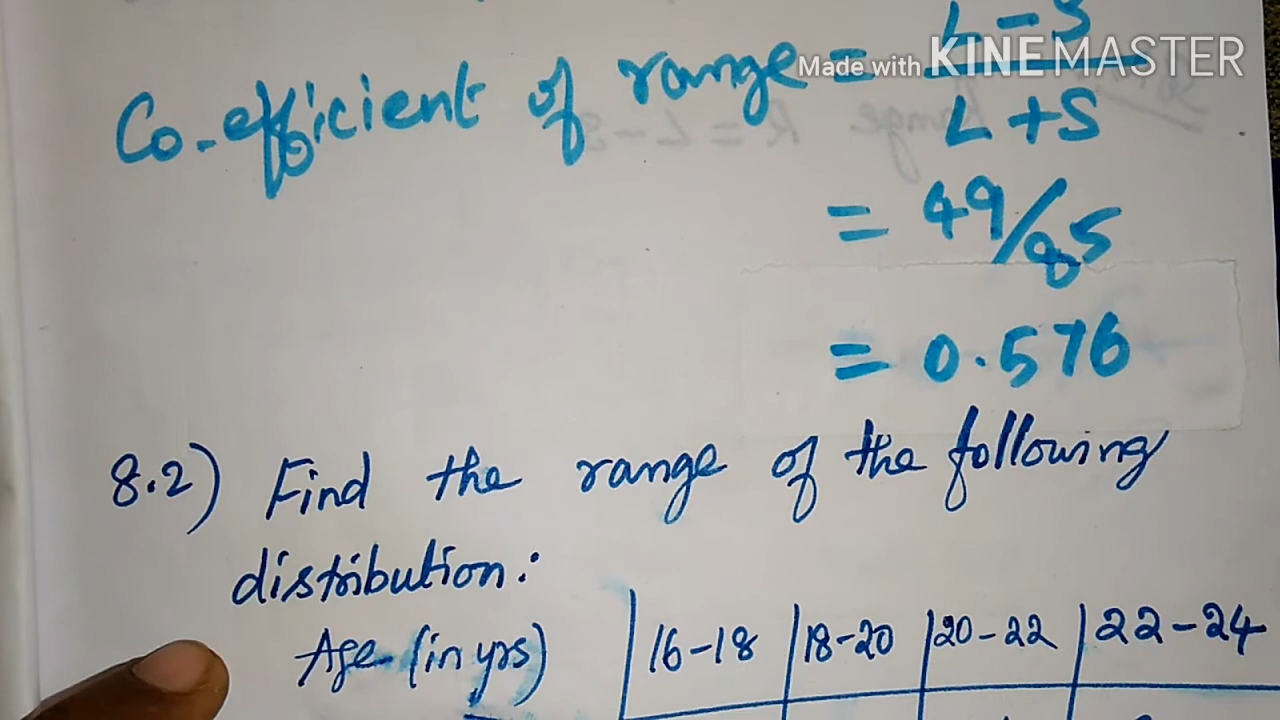 Co-efficient of range = L-S
Made with KINEMASTER
L+S
= 49/85
= 0.576
8.2) Find the range of the following
distribution:
Age (in yrs) 16-18 18-20 20-22 22-24